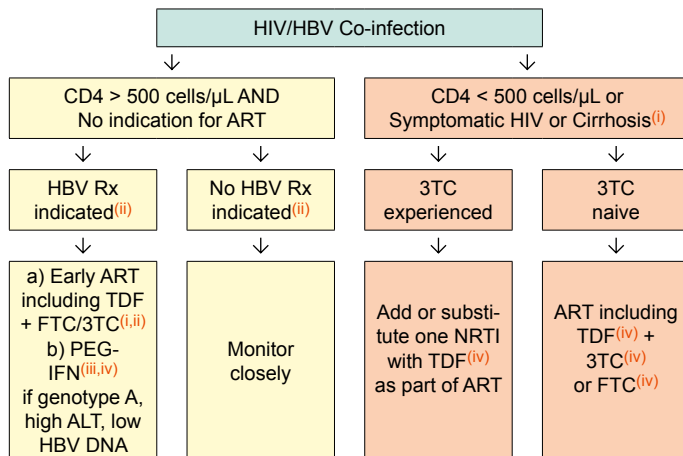 HIV/HBV Co-infection
CD4 > 500 cells/µL AND
No indication for ART
CD4 < 500 cells/µL or
Symptomatic HIV or Cirrhosis(i)
HBV Rx
indicated(ii)
No HBV Rx
indicated(ii)
3TC
experienced
3TC
naive
a) Early ART
including TDF
+ FTC/3TC(i,ii)
b) PEG-
IFN(iii,iv)
if genotype A,
high ALT, low
HBV DNA
Monitor
closely
Add or substi-
tute one NRTI
with TDF(iv)
as part of ART
ART including
TDF(iv) +
3TC(iv)
or FTC(iv)